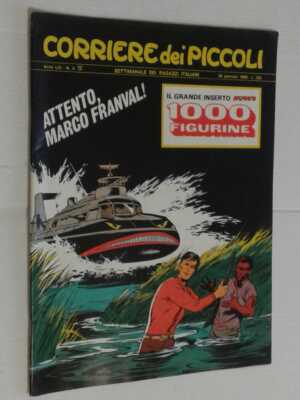 CORRIERE dei PICCOLI
SETTIMANALE DEI RAGAZZI ITALIANI
ATTENTO,
MARCO FRANVAL!
IL GRANDE INSERTO
1000
FIGURINE